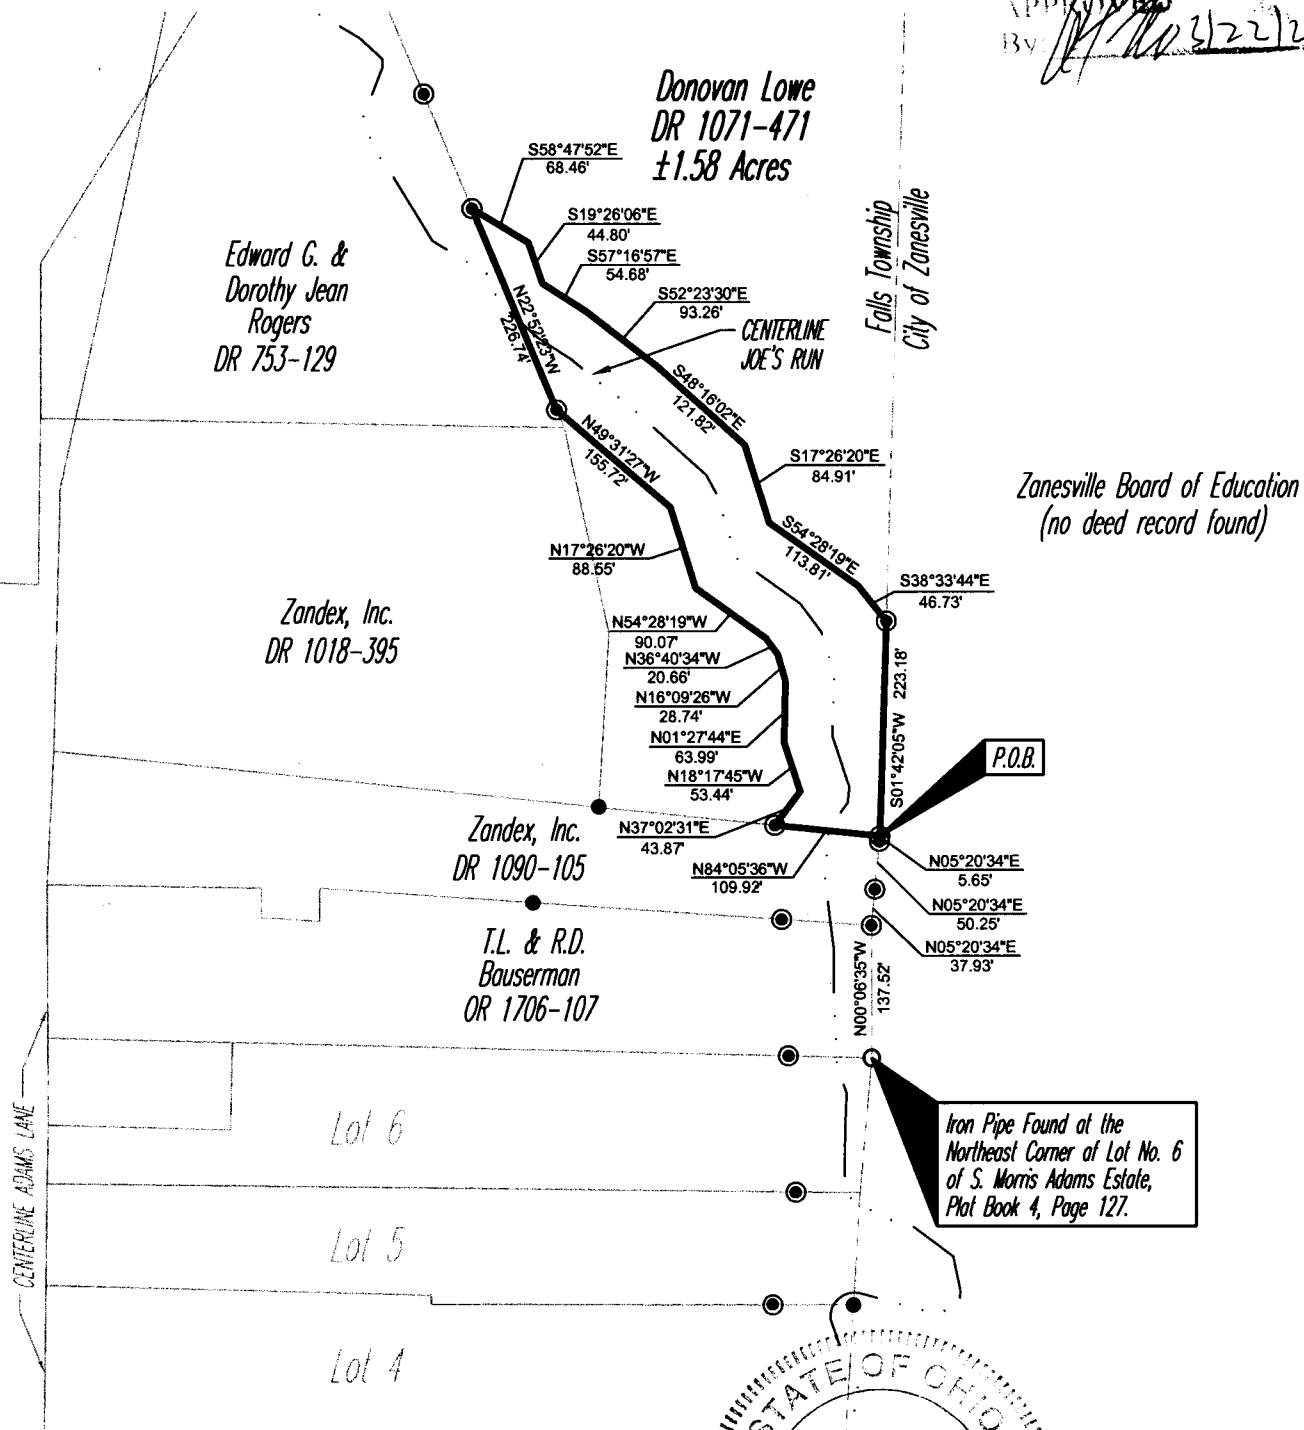 APPROVED
By: 3/22/2
Donovan Lowe
DR 1071-471
±1.58 Acres
S58°47'52"E
68.46'
S19°26'06"E
44.80'
S57°16'57"E
54.68'
S52°23'30"E
93.26'
Falls Township
City of Zanesville
Edward G. &
Dorothy Jean
Rogers
DR 753-129
N22°52'23"W
226.74'
CENTERLINE
JOE'S RUN
S48°16'02"E
121.82'
N49°31'27"W
155.72'
S17°26'20"E
84.91'
Zanesville Board of Education
(no deed record found)
N17°26'20"W
88.55'
S54°28'19"E
113.81'
S38°33'44"E
46.73'
Zandex, Inc.
DR 1018-395
N54°28'19"W
90.07'
N36°40'34"W
20.66'
N16°09'26"W
28.74'
N01°27'44"E
63.99'
N18°17'45"W
53.44'
S01°42'05"W 223.18'
P.O.B.
N37°02'31"E
43.87'
Zandex, Inc.
DR 1090-105
N84°05'36"W
109.92'
N05°20'34"E
5.65'
N05°20'34"E
50.25'
N05°20'34"E
37.93'
T.L. & R.D.
Bauserman
OR 1706-107
N00°06'35"W
137.52'
CENTERLINE ADAMS LANE
Lot 6
Iron Pipe Found at the
Northeast Corner of Lot No. 6
of S. Morris Adams Estate,
Plat Book 4, Page 127.
Lot 5
Lot 4
STATE OF OHIO